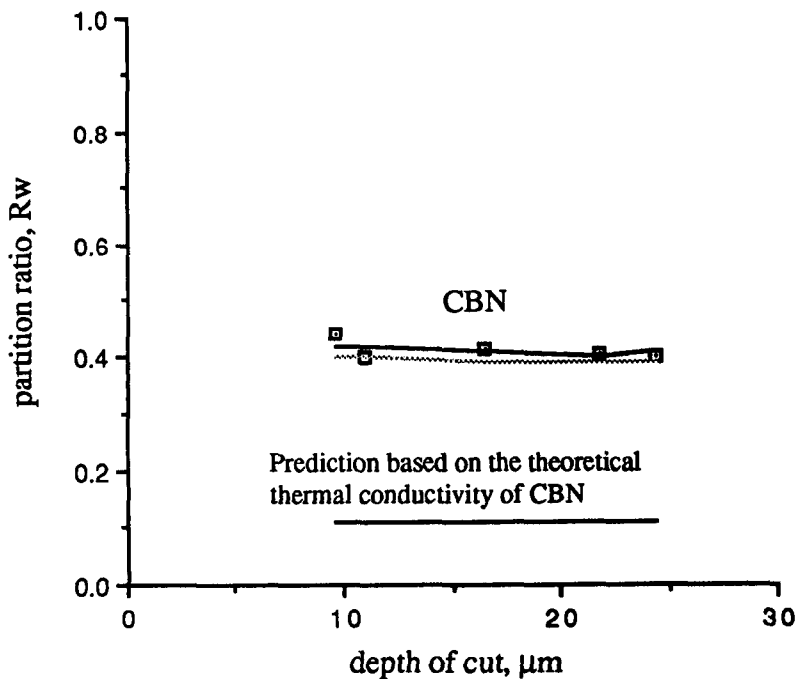 1.0
0.8
0.6
0.4
0.2
0.0
partition ratio, Rw
CBN
Prediction based on the theoretical
thermal conductivity of CBN
0
10
20
30
depth of cut, μm